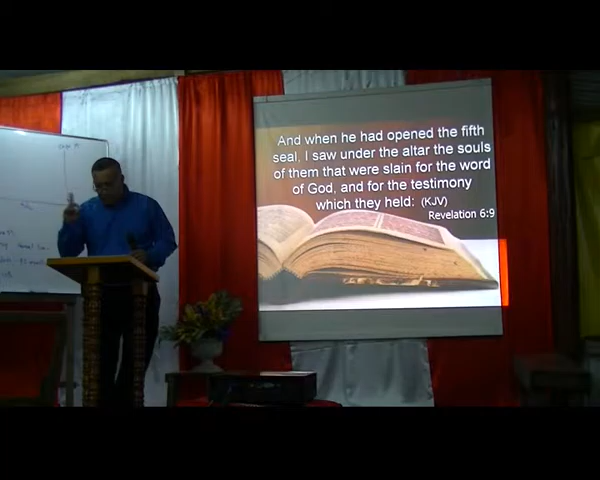 And when he had opened the fifth
seal, I saw under the altar the souls
of them that were slain for the word
of God, and for the testimony
which they held: (KJV)
Revelation 6:9